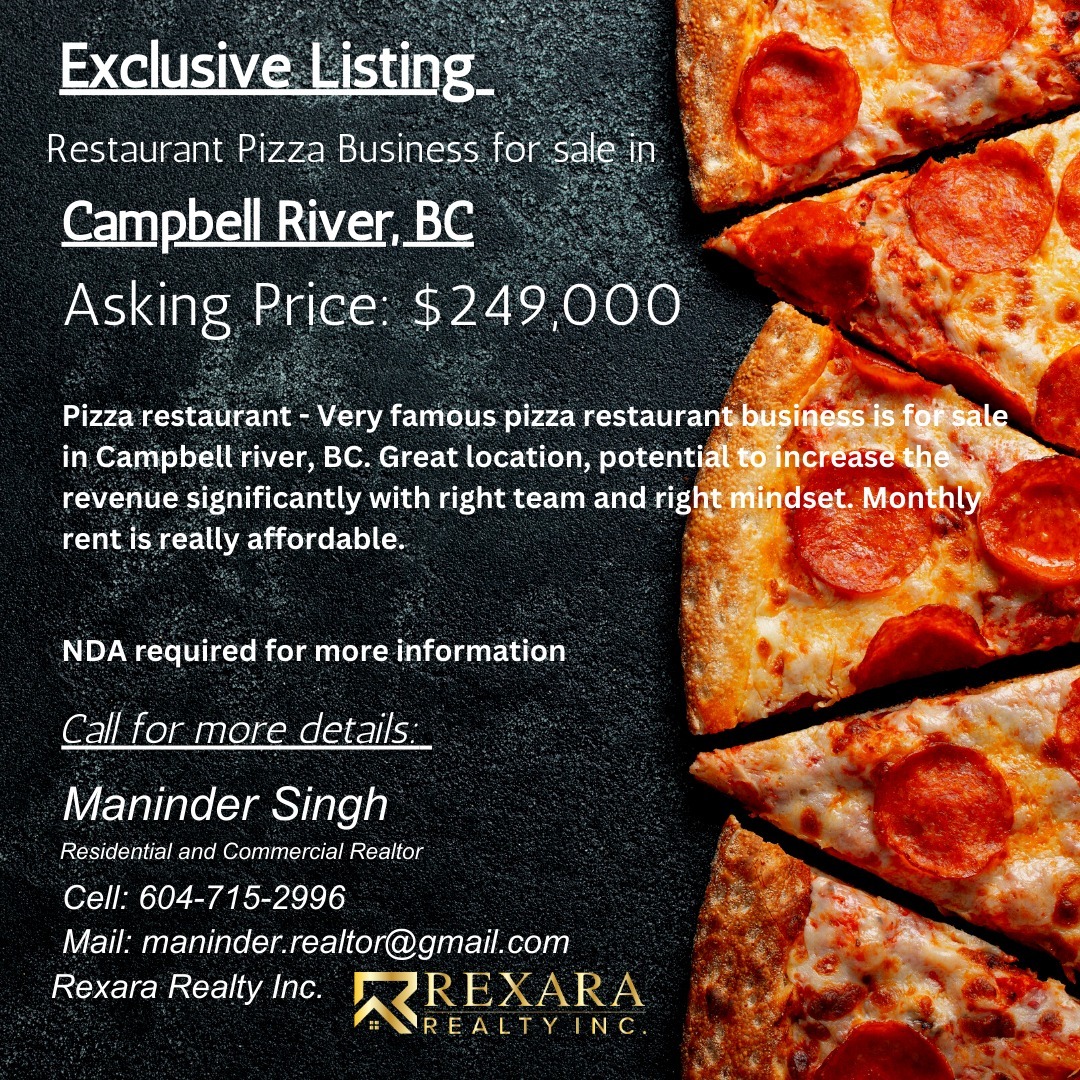 Exclusive Listing
Restaurant Pizza Business for sale in
Campbell River, BC
Asking Price: $249,000
Pizza restaurant - Very famous pizza restaurant business is for sale
in Campbell river, BC. Great location, potential to increase the
revenue significantly with right team and right mindset. Monthly
rent is really affordable.
NDA required for more information
Call for more details:
Maninder Singh
Residential and Commercial Realtor
Cell: 604-715-2996
Mail: maninder.realtor@gmail.com
Rexara Realty Inc.
REXARA
REALTY INC.